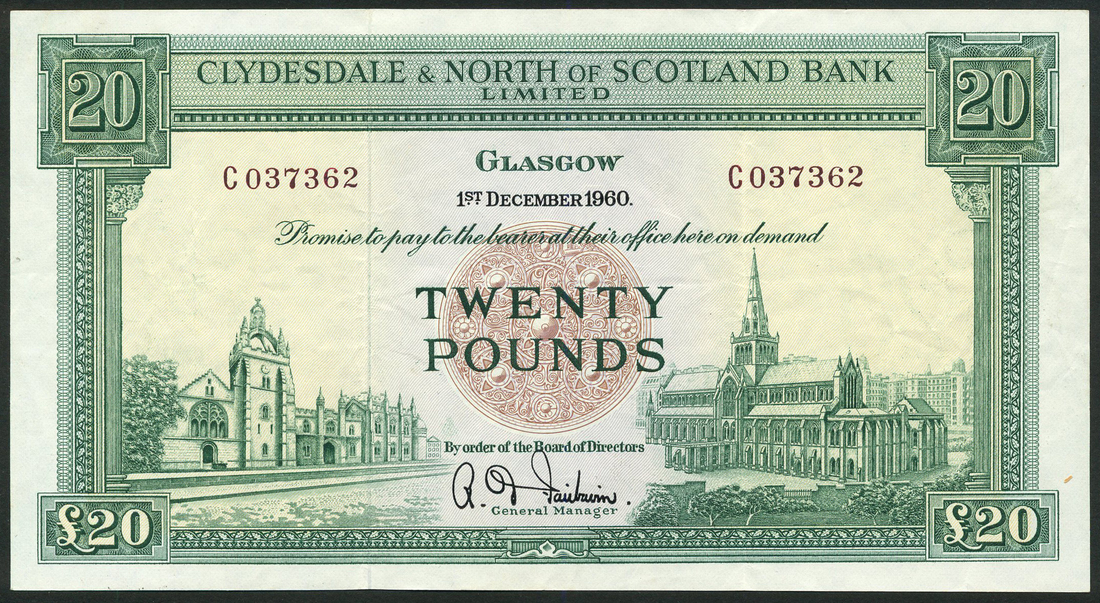 20
20
CLYDESDALE & NORTH OF SCOTLAND BANK
LIMITED
GLASGOW
C 037362
C 037362
1ST DECEMBER 1960.
Promise to pay to the bearer at their office here on demand
TWENTY
POUNDS
By order of the Board of Directors
R. D. Fairbairn.
General Manager
£20
£20